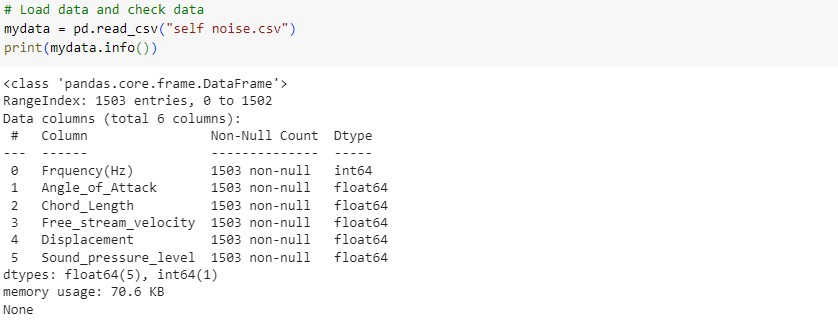 # Load data and check data
mydata = pd.read_csv("self noise.csv")
print(mydata.info())
<class 'pandas.core.frame.DataFrame'>
RangeIndex: 1503 entries, 0 to 1502
Data columns (total 6 columns):
 #   Column                Non-Null Count  Dtype
---  ------                --------------  -----
 0   Frquency(Hz)          1503 non-null   int64
 1   Angle_of_Attack       1503 non-null   float64
 2   Chord_Length          1503 non-null   float64
 3   Free_stream_velocity  1503 non-null   float64
 4   Displacement          1503 non-null   float64
 5   Sound_pressure_level  1503 non-null   float64
dtypes: float64(5), int64(1)
memory usage: 70.6 KB
None